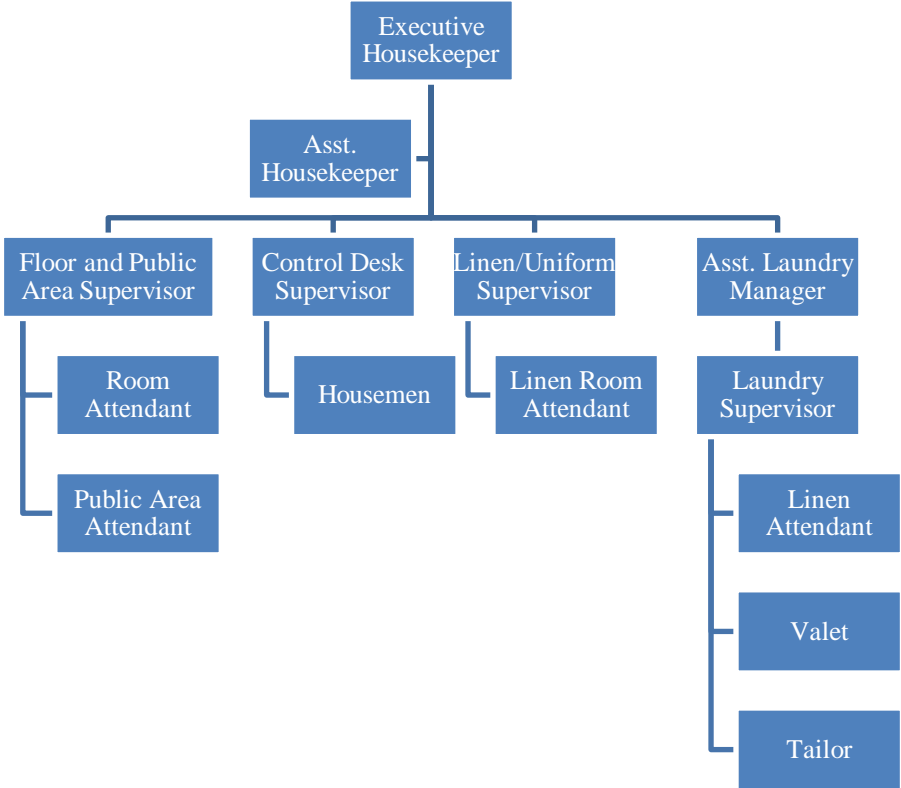 Executive
Housekeeper
Asst.
Housekeeper
Floor and Public
Area Supervisor
Control Desk
Supervisor
Linen/Uniform
Supervisor
Asst. Laundry
Manager
Room
Attendant
Housemen
Linen Room
Attendant
Laundry
Supervisor
Public Area
Attendant
Linen
Attendant
Valet
Tailor